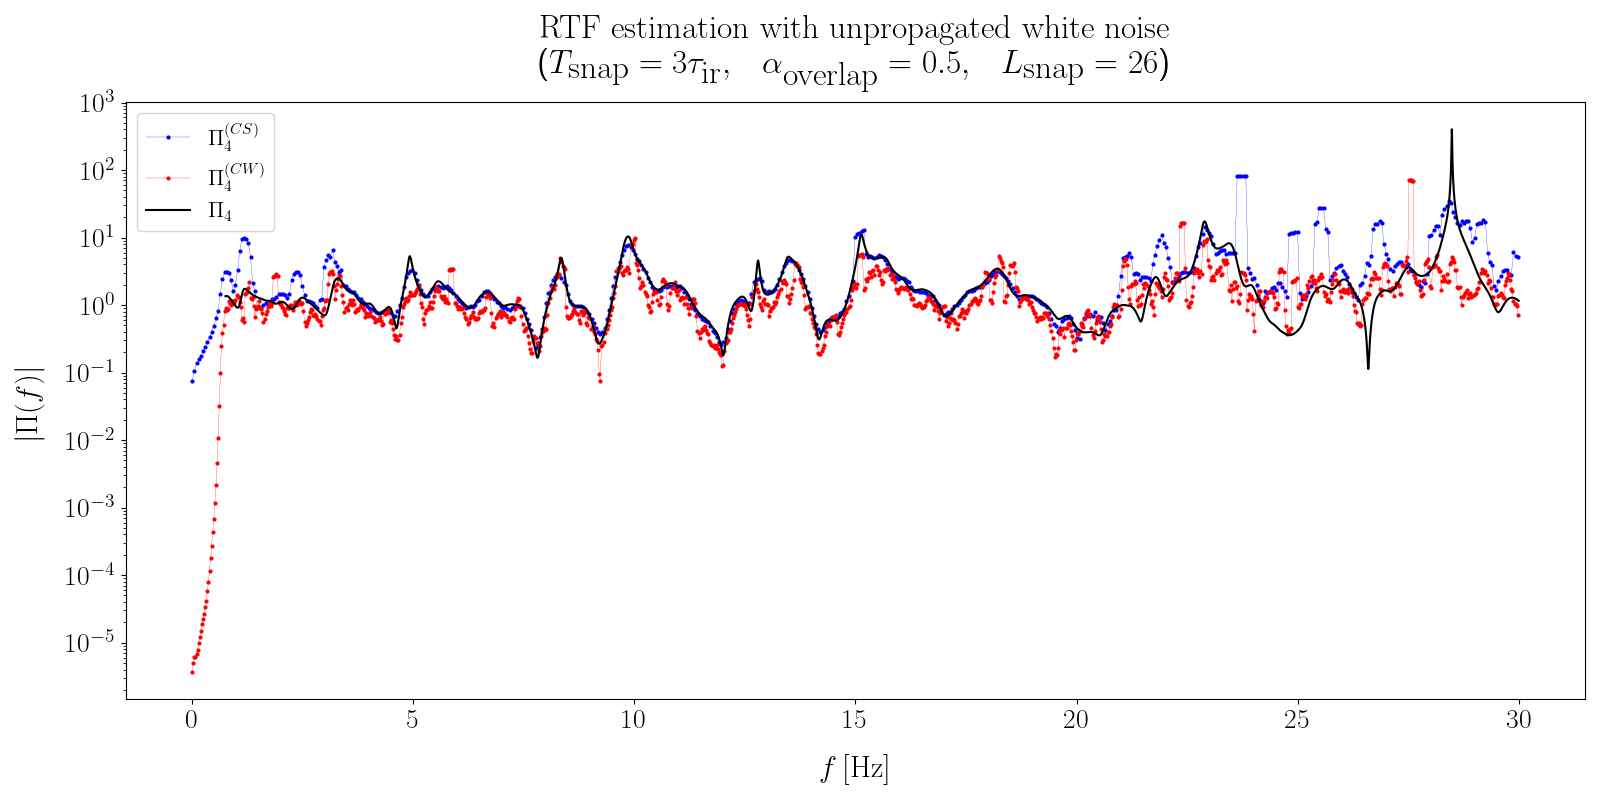 RTF estimation with unpropagated white noise
(T_snap = 3τ_ir, α_overlap = 0.5, L_snap = 26)
10^3
10^2
10^1
10^0
10^−1
10^−2
10^−3
10^−4
10^−5
|Π(f)|
Π_4^(CS)
Π_4^(CW)
Π_4
0 5 10 15 20 25 30
f [Hz]